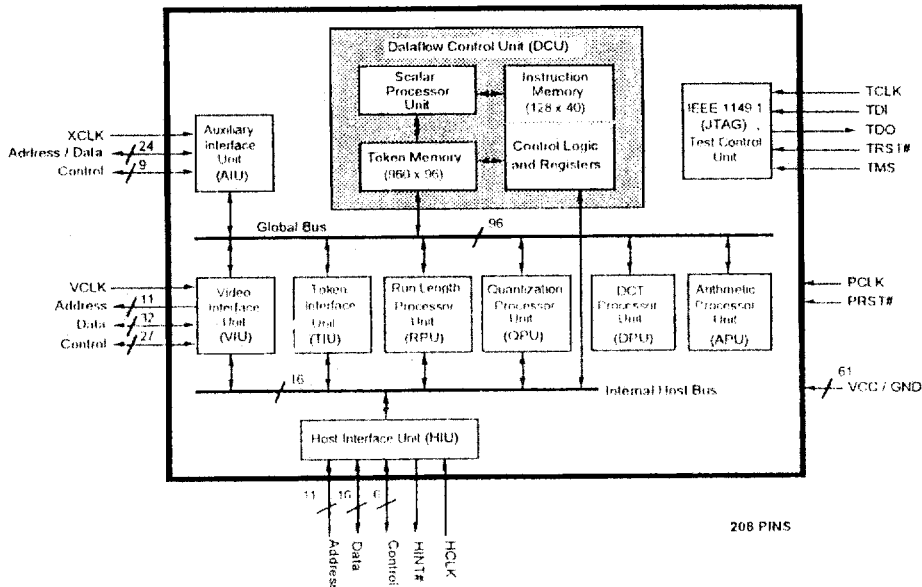 Dataflow Control Unit (DCU)
Scalar
Processor
Unit
Instruction
Memory
(128 x 40)
Token Memory
(960 x 96)
Control Logic
and Registers
IEEE 1149.1
(JTAG)
Test Control
Unit
TCLK
TDI
TDO
TRST#
TMS
XCLK
Address / Data
24
Control
9
Auxiliary
Interface
Unit
(AIU)
Global Bus
96
VCLK
Address
11
Data
32
Control
27
Video
Interface
Unit
(VIU)
Token
Interface
Unit
(TIU)
Run Length
Processor
Unit
(RPU)
Quantization
Processor
Unit
(QPU)
DCT
Processor
Unit
(DPU)
Arithmetic
Processor
Unit
(APU)
PCLK
PRST#
61
VCC / GND
16
Internal Host Bus
Host Interface Unit (HIU)
11
16
6
Address
Data
Control
HINT#
HCLK
208 PINS